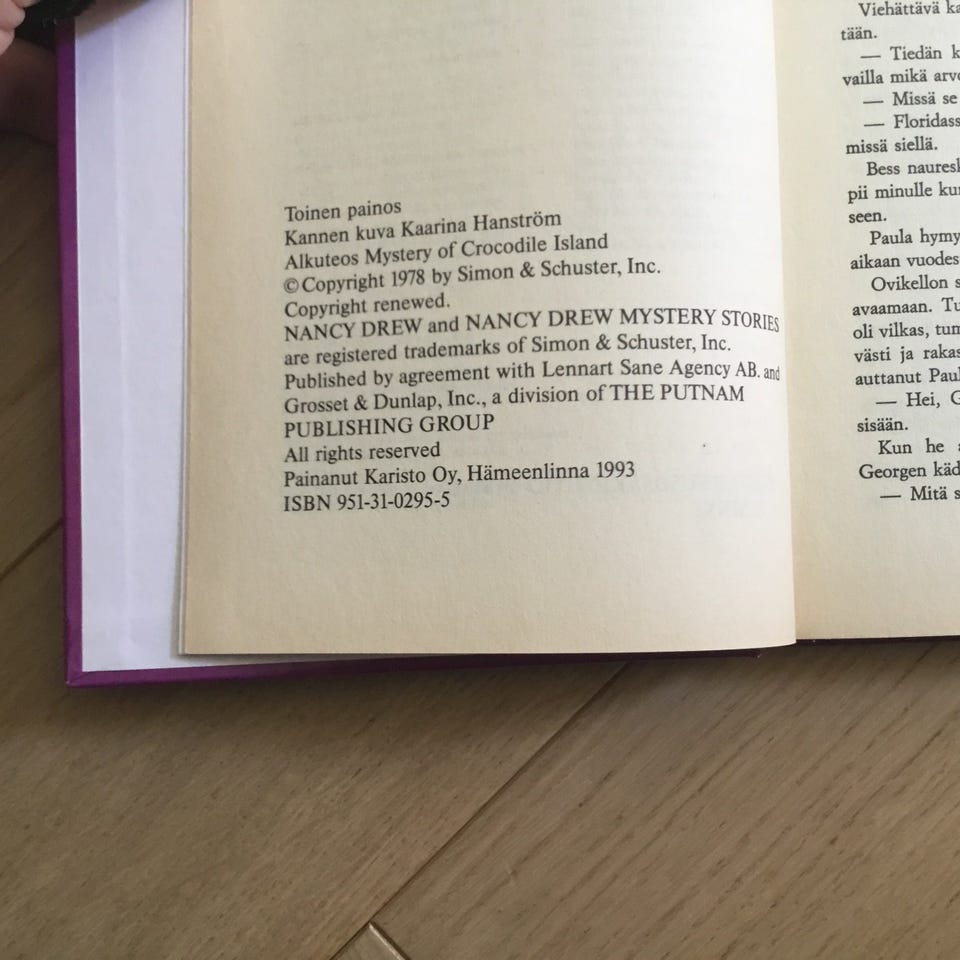 Toinen painos
Kannen kuva Kaarina Hanström
Alkuteos Mystery of Crocodile Island
© Copyright 1978 by Simon & Schuster, Inc.
Copyright renewed.
NANCY DREW and NANCY DREW MYSTERY STORIES
are registered trademarks of Simon & Schuster, Inc.
Published by agreement with Lennart Sane Agency AB. and
Grosset & Dunlap, Inc., a division of THE PUTNAM
PUBLISHING GROUP
All rights reserved
Painanut Karisto Oy, Hämeenlinna 1993
ISBN 951-31-0295-5
Viehättävä
tään.
— Tiedän
vailla mikä
— Missä se
—
missä siellä.
Bess
pii minulle
seen.
Paula
aikaan
Ovikellon
avaamaan.
oli vilkas,
västi ja
auttanut
— Hei,
sisään.
Kun he
Georgen
— Mitä